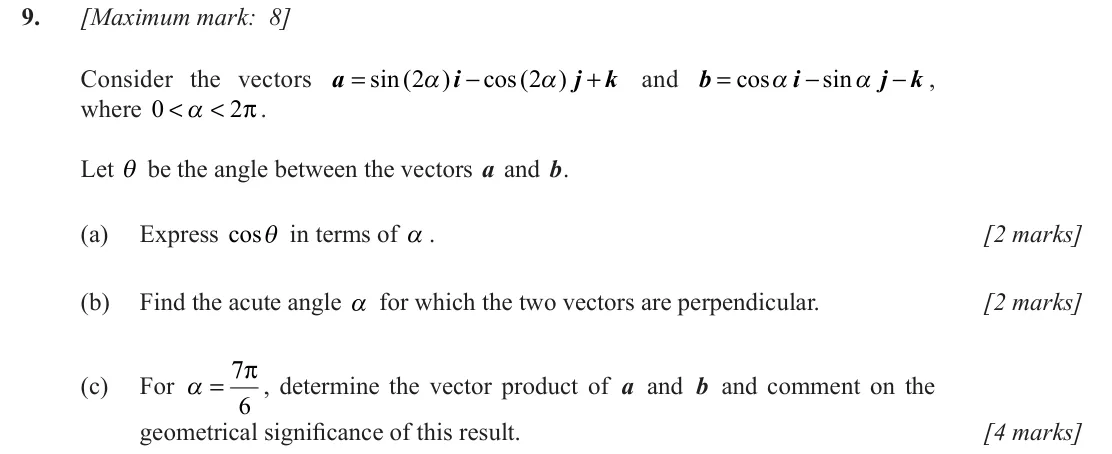 9. [Maximum mark: 8]
Consider the vectors a = sin(2α)i − cos(2α)j + k and b = cosα i − sinα j − k,
where 0 < α < 2π.
Let θ be the angle between the vectors a and b.
(a) Express cosθ in terms of α. [2 marks]
(b) Find the acute angle α for which the two vectors are perpendicular. [2 marks]
(c) For α = 7π/6, determine the vector product of a and b and comment on the
geometrical significance of this result. [4 marks]